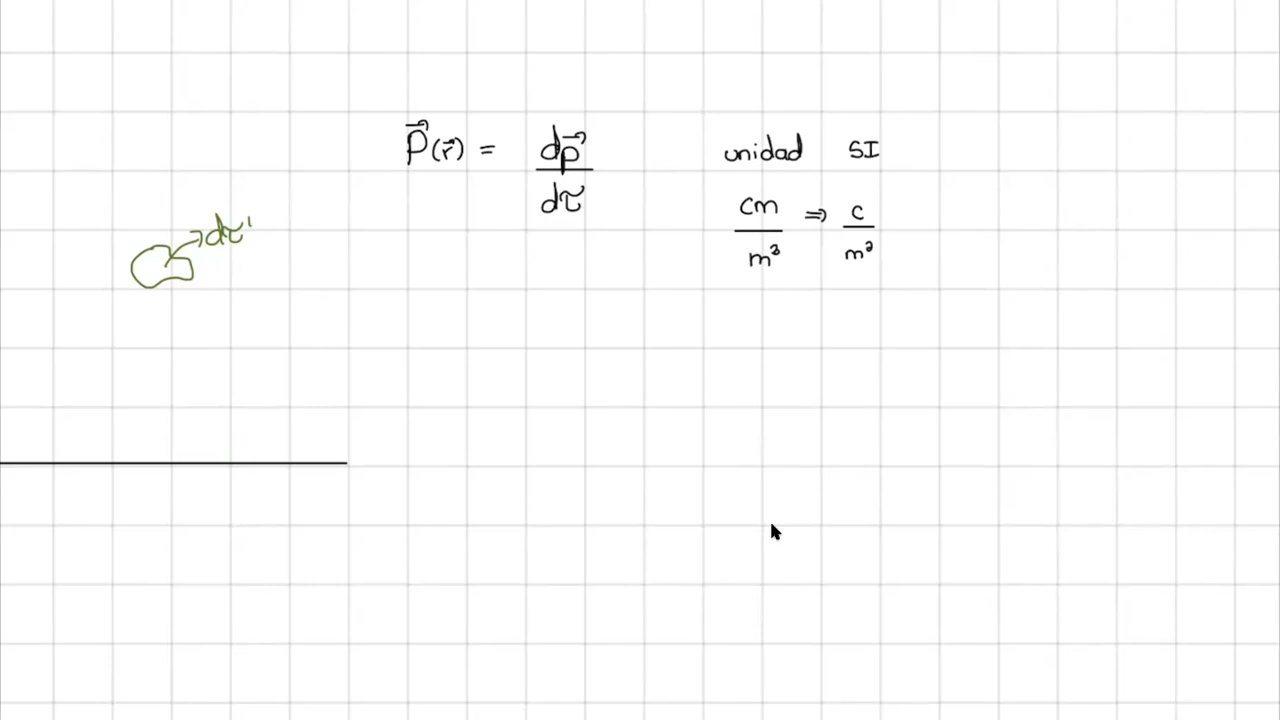 P⃗(r⃗) = dp⃗/dτ
unidad SI
cm/m³ ⇒ c/m²
dτ'